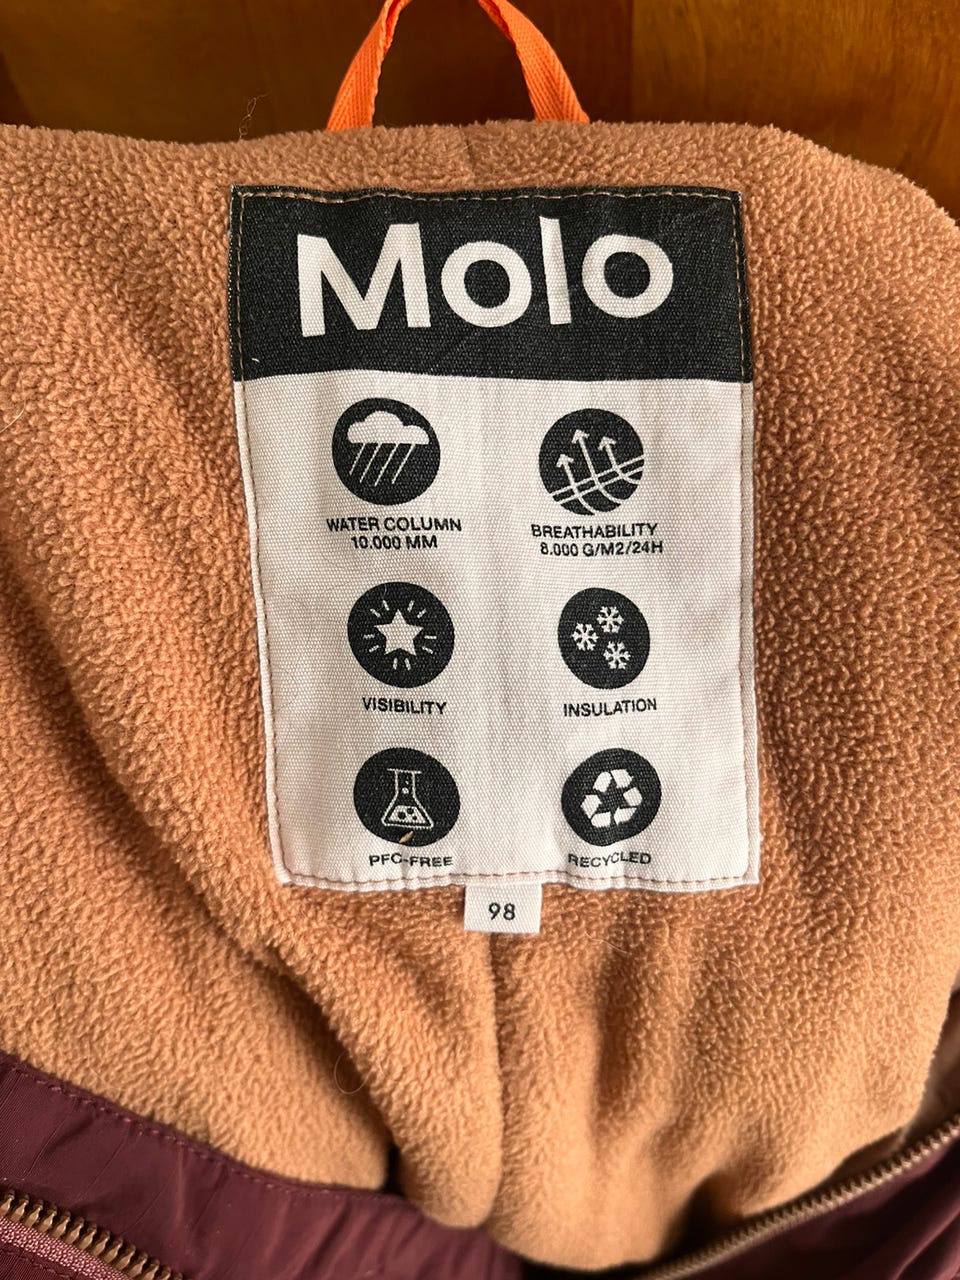 Molo
WATER COLUMN
10.000 MM
BREATHABILITY
8.000 G/M2/24H
VISIBILITY
INSULATION
PFC-FREE
RECYCLED
98